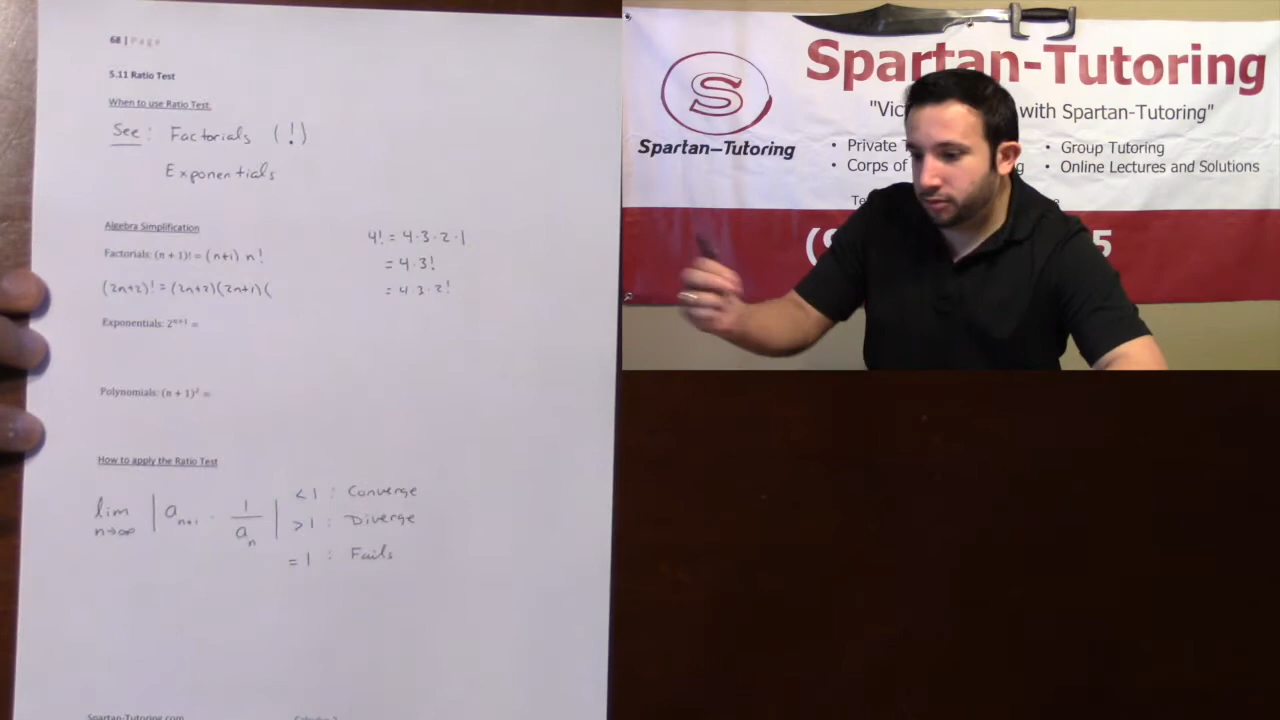 68 | Page
5.11 Ratio Test
When to use Ratio Test:
See: Factorials (!)
Exponentials
Algebra Simplification
Factorials: (n + 1)! = (n+1) n!
(2n+2)! = (2n+2)(2n+1)(
4! = 4·3·2·1
= 4·3!
= 4·3·2!
Exponentials: 2ⁿ⁺¹ =
Polynomials: (n + 1)² =
How to apply the Ratio Test
lim n→∞ | aₙ₊₁ · 1/aₙ |
< 1 : Converge
> 1 : Diverge
= 1 : Fails
Spartan-Tutoring.com
Calculus 2
Spartan-Tutoring
S
Spartan-Tutoring
"Vic with Spartan-Tutoring"
• Private T
• Group Tutoring
• Corps of
• Online Lectures and Solutions
(S 5